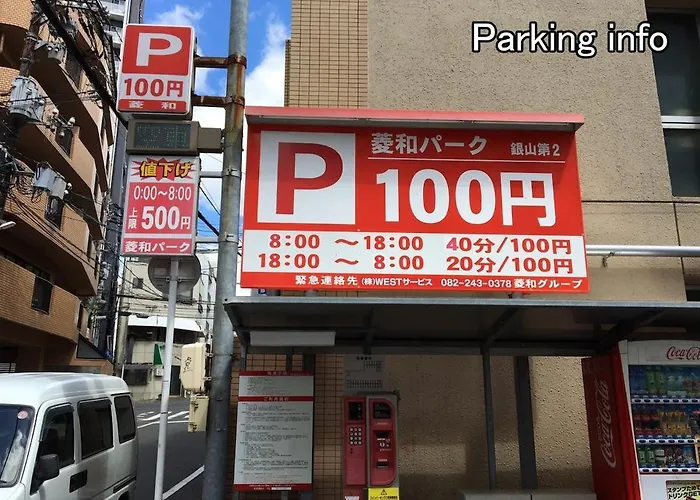 Parking info
P
100円
菱和
値下げ
0:00～8:00
上限 500円
菱和パーク
菱和パーク 銀山第2
P 100円
8:00 ～ 18:00 40分/100円
18:00 ～ 8:00 20分/100円
緊急連絡先 (株)WESTサービス 082-243-0378 菱和グループ
Coca-Cola
Coca-Cola